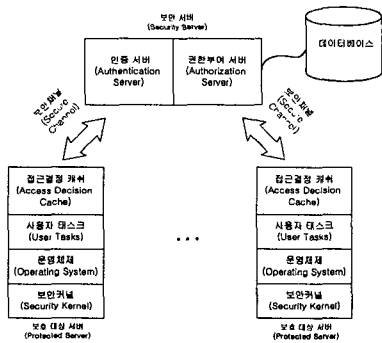 보안 서버
(Security Server)
인증 서버
(Authentication
Server)
권한부여 서버
(Authorization
Server)
데이터베이스
보안채널
(Secure
Channel)
보안채널
(Secure
Channel)
접근결정 캐쉬
(Access Decision
Cache)
사용자 태스크
(User Tasks)
운영체제
(Operating System)
보안커널
(Security Kernel)
보호 대상 서버
(Protected Server)
...
접근결정 캐쉬
(Access Decision
Cache)
사용자 태스크
(User Tasks)
운영체제
(Operating System)
보안커널
(Security Kernel)
보호 대상 서버
(Protected Server)